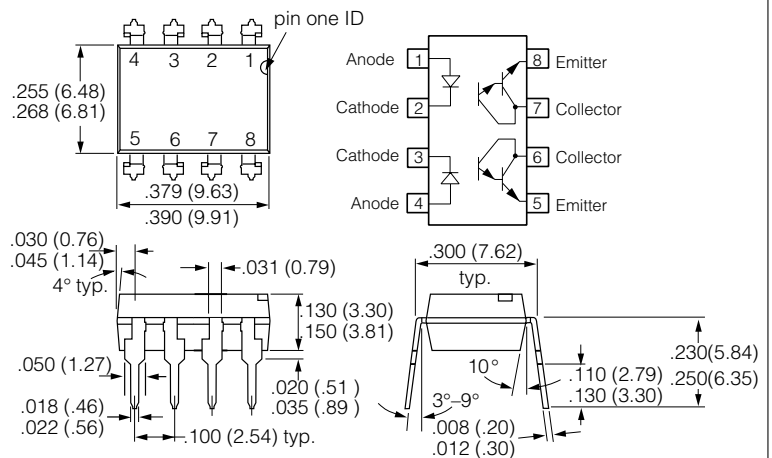 pin one ID
4 3 2 1
5 6 7 8
.255 (6.48)
.268 (6.81)
.379 (9.63)
.390 (9.91)
Anode 1 8 Emitter
Cathode 2 7 Collector
Cathode 3 6 Collector
Anode 4 5 Emitter
.030 (0.76)
.045 (1.14)
4° typ.
.031 (0.79)
.130 (3.30)
.150 (3.81)
.050 (1.27)
.020 (.51 )
.035 (.89 )
.018 (.46)
.022 (.56)
.100 (2.54) typ.
.300 (7.62)
typ.
10°
3°–9°
.230(5.84)
.250(6.35)
.110 (2.79)
.130 (3.30)
.008 (.20)
.012 (.30)